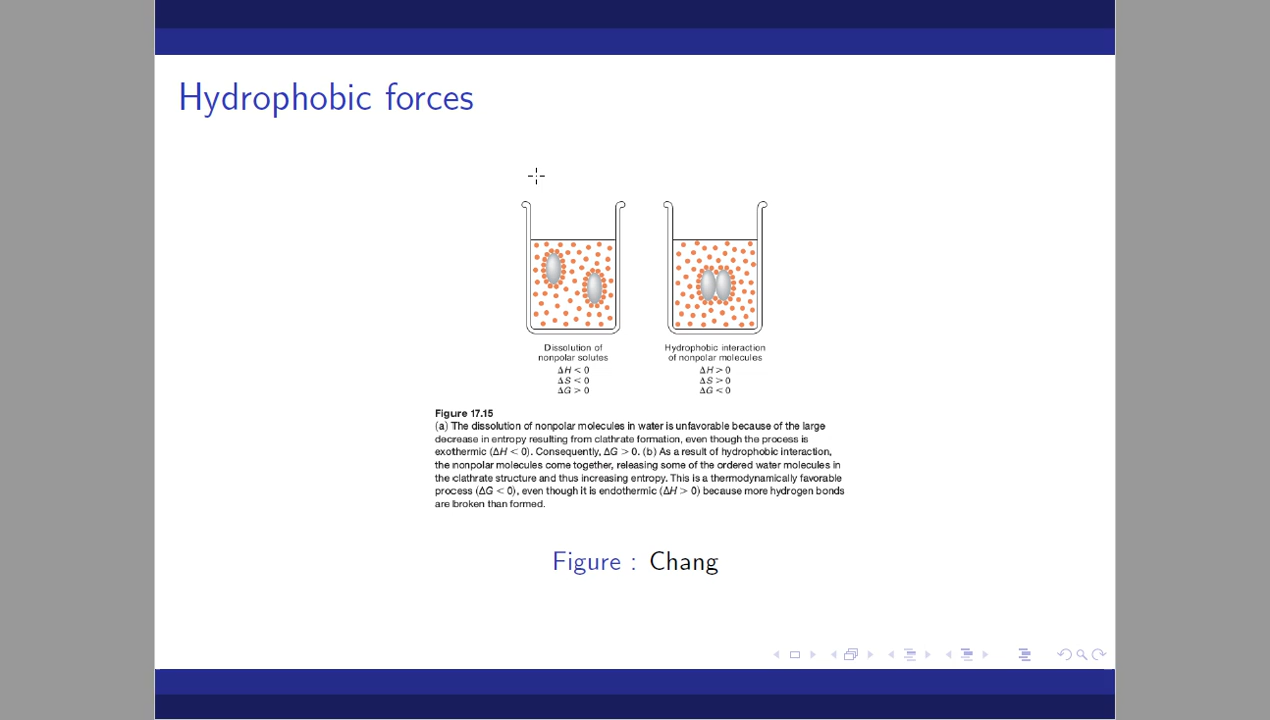 Hydrophobic forces
Dissolution of
nonpolar solutes
ΔH < 0
ΔS < 0
ΔG > 0
Hydrophobic interaction
of nonpolar molecules
ΔH > 0
ΔS > 0
ΔG < 0
Figure 17.15
(a) The dissolution of nonpolar molecules in water is unfavorable because of the large
decrease in entropy resulting from clathrate formation, even though the process is
exothermic (ΔH < 0). Consequently, ΔG > 0. (b) As a result of hydrophobic interaction,
the nonpolar molecules come together, releasing some of the ordered water molecules in
the clathrate structure and thus increasing entropy. This is a thermodynamically favorable
process (ΔG < 0), even though it is endothermic (ΔH > 0) because more hydrogen bonds
are broken than formed.
Figure : Chang